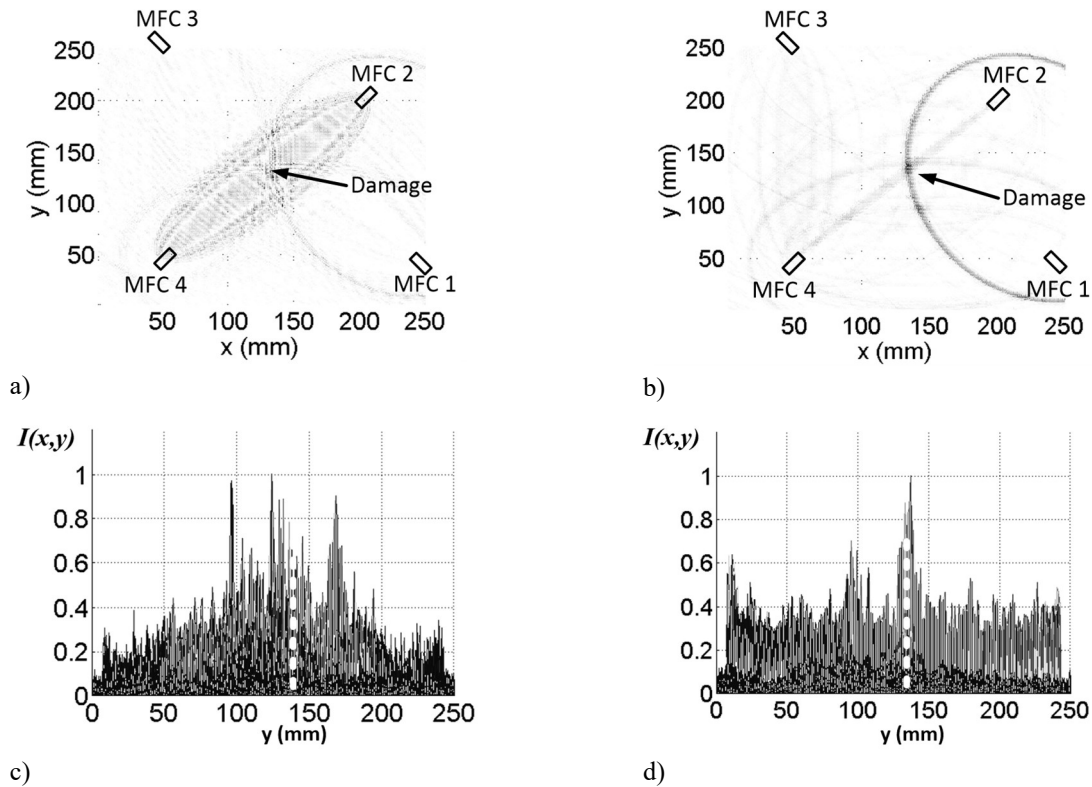 MFC 3
250
MFC 2
200
150
y (mm)
Damage
100
50
MFC 4
MFC 1
50 100 150 200 250
x (mm)
a)
MFC 3
250
MFC 2
200
150
y (mm)
Damage
100
50
MFC 4
MFC 1
50 100 150 200 250
x (mm)
b)
I(x,y)
1
0.8
0.6
0.4
0.2
0
0 50 100 150 200 250
y (mm)
c)
I(x,y)
1
0.8
0.6
0.4
0.2
0
0 50 100 150 200 250
y (mm)
d)